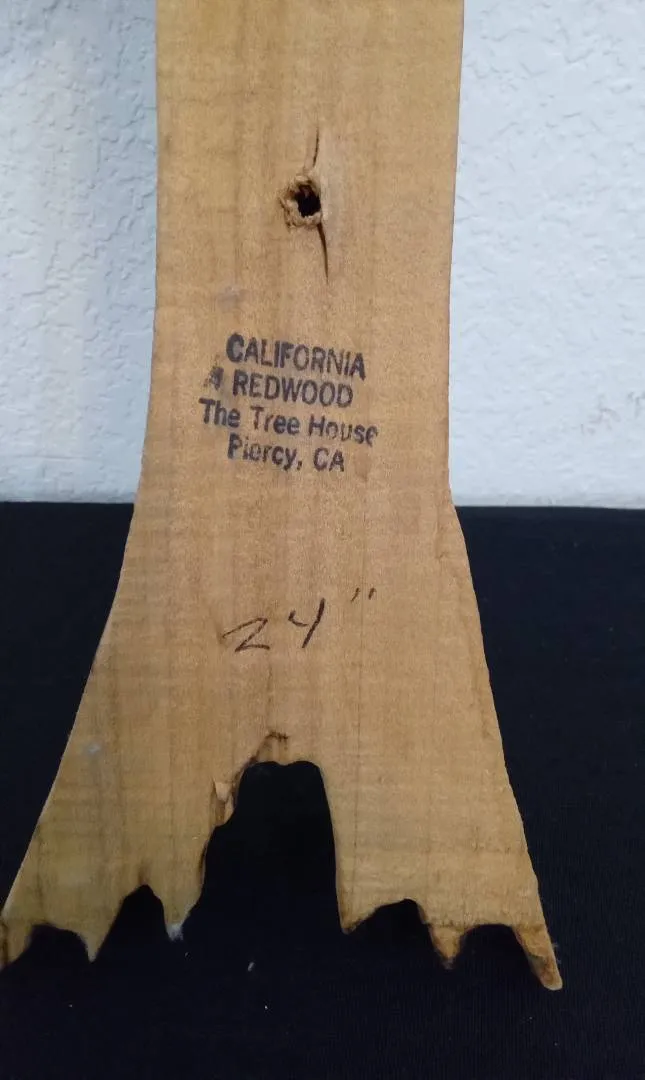 CALIFORNIA
REDWOOD
The Tree House
Piercy, CA
24"